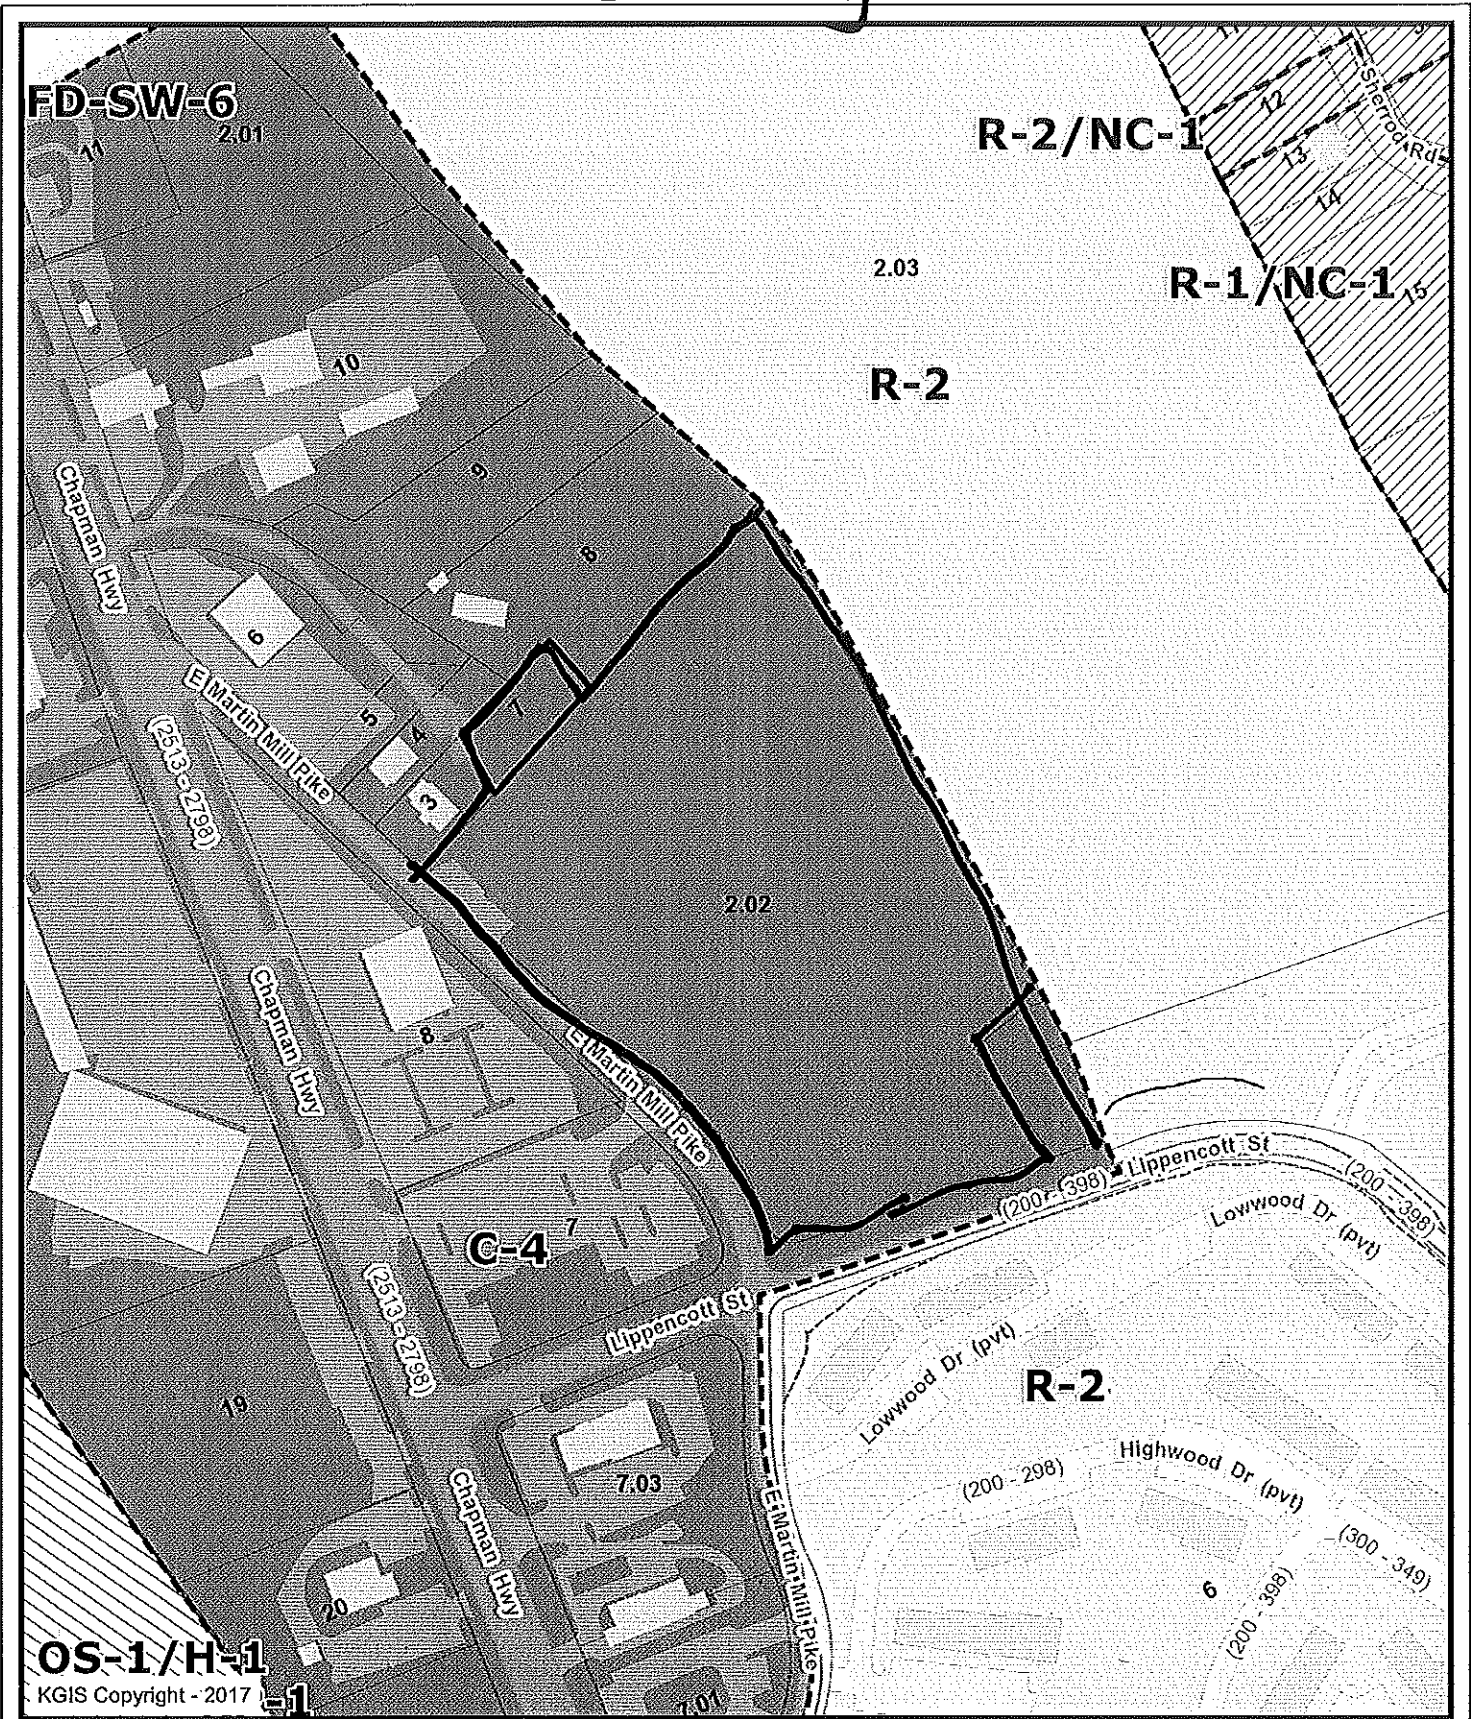 FD-SW-6
2.01
11
R-2/NC-1
12
Sherrod Rd
13
14
2.03
R-1/NC-1
15
10
R-2
9
Chapman Hwy
8
6
7
E Martin Mill Pike
5
4
(2513 - 2798)
3
2.02
Chapman Hwy
8
E Martin Mill Pike
Lippencott St
(200 - 398)
(200 - 398)
Lowwood Dr (pvt)
7
C-4
(2513 - 2798)
Lippencott St
Lowwood Dr (pvt)
R-2
19
Highwood Dr (pvt)
(200 - 298)
7.03
Chapman Hwy
E Martin Mill Pike
(300 - 349)
6
(200 - 398)
20
OS-1/H-1
KGIS Copyright - 2017
-1
7.01